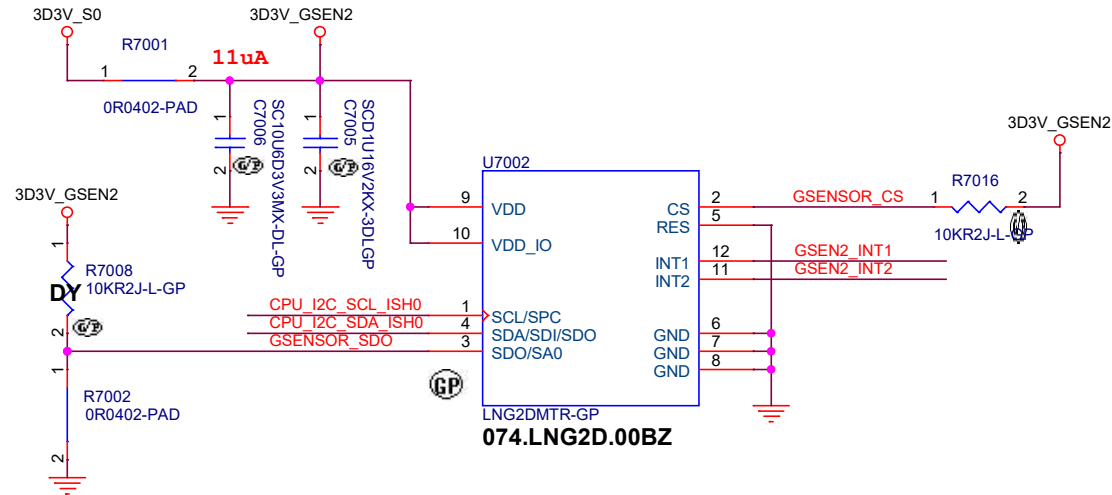 3D3V_S0
3D3V_GSEN2
R7001
11uA
1
2
0R0402-PAD
1
2
C7006
SC10U6D3V3MX-DL-GP
G/P
1
2
C7005
SCD1U16V2KX-3DLGP
G/P
3D3V_GSEN2
3D3V_GSEN2
1
R7008
10KR2J-L-GP
DY
2
G/P
1
R7002
0R0402-PAD
2
U7002
9
VDD
10
VDD_IO
CPU_I2C_SCL_ISH0
1
SCL/SPC
CPU_I2C_SDA_ISH0
4
SDA/SDI/SDO
GSENSOR_SDO
3
SDO/SA0
GP
CS
2
GSENSOR_CS
1
R7016
2
10KR2J-L-GP
RES
5
INT1
12
GSEN2_INT1
INT2
11
GSEN2_INT2
GND
6
GND
7
GND
8
LNG2DMTR-GP
074.LNG2D.00BZ